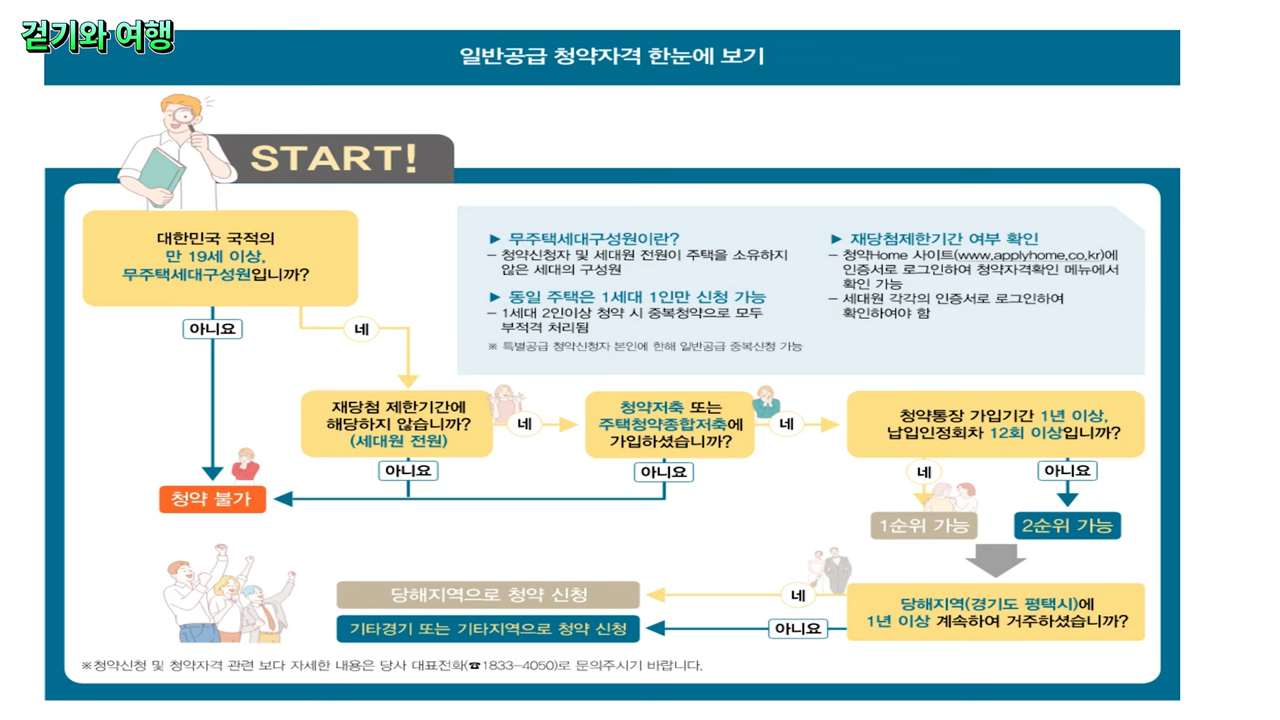 걷기와 여행
일반공급 청약자격 한눈에 보기
START!
대한민국 국적의
만 19세 이상,
무주택세대구성원입니까?
▶ 무주택세대구성원이란?
- 청약신청자 및 세대원 전원이 주택을 소유하지
않은 세대의 구성원
▶ 동일 주택은 1세대 1인만 신청 가능
- 1세대 2인이상 청약 시 중복청약으로 모두
부적격 처리됨
※ 특별공급 청약신청자 본인에 한해 일반공급 중복신청 가능
▶ 재당첨제한기간 여부 확인
- 청약Home 사이트(www.applyhome.co.kr)에
인증서로 로그인하여 청약자격확인 메뉴에서
확인 가능
- 세대원 각각의 인증서로 로그인하여
확인하여야 함
아니요
네
재당첨 제한기간에
해당하지 않습니까?
(세대원 전원)
네
청약저축 또는
주택청약종합저축에
가입하셨습니까?
네
청약통장 가입기간 1년 이상,
납입인정회차 12회 이상입니까?
아니요
아니요
네
아니요
청약 불가
1순위 가능
2순위 가능
당해지역(경기도 평택시)에
1년 이상 계속하여 거주하셨습니까?
네
당해지역으로 청약 신청
아니요
기타경기 또는 기타지역으로 청약 신청
※청약신청 및 청약자격 관련 보다 자세한 내용은 당사 대표전화(☎1833-4050)로 문의주시기 바랍니다.